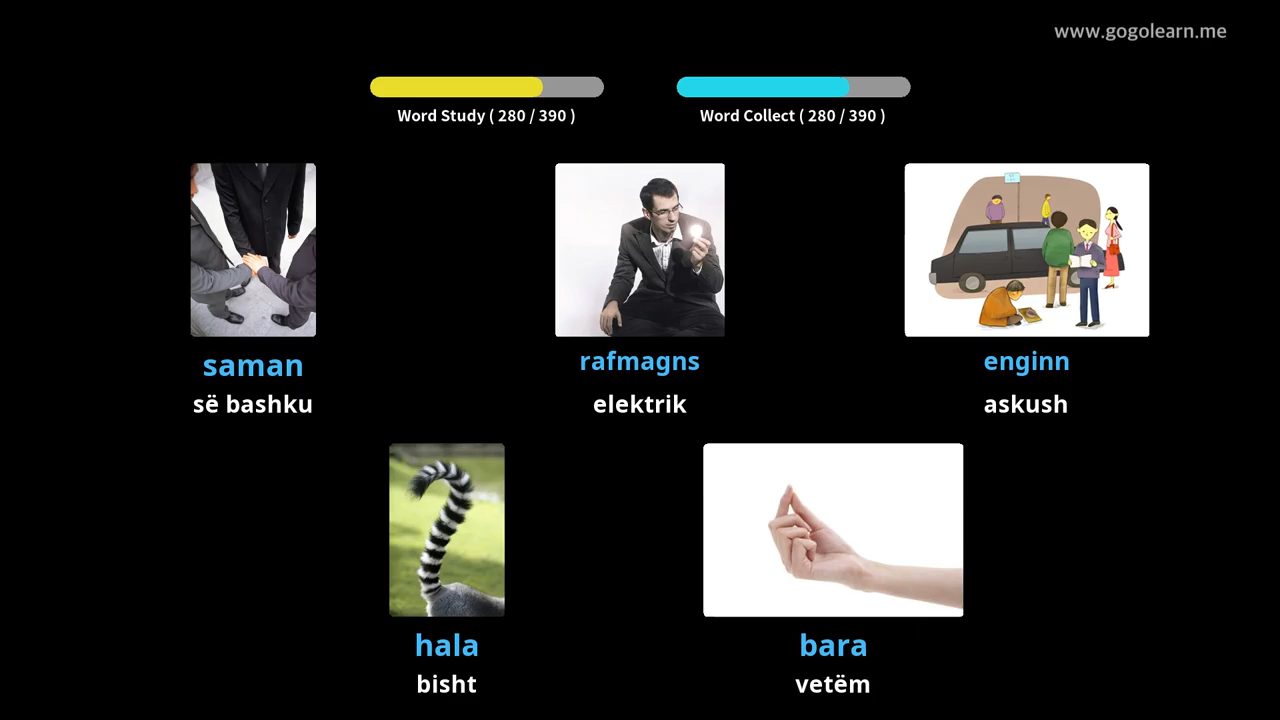 www.gogolearn.me
Word Study ( 280 / 390 )
Word Collect ( 280 / 390 )
saman
së bashku
rafmagns
elektrik
enginn
askush
hala
bisht
bara
vetëm